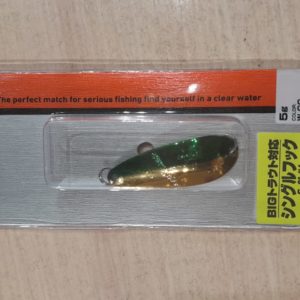 The perfect match for serious fishing find yourself in a clear water
5g
COLOR
BIGトラウト対応
シングルフック